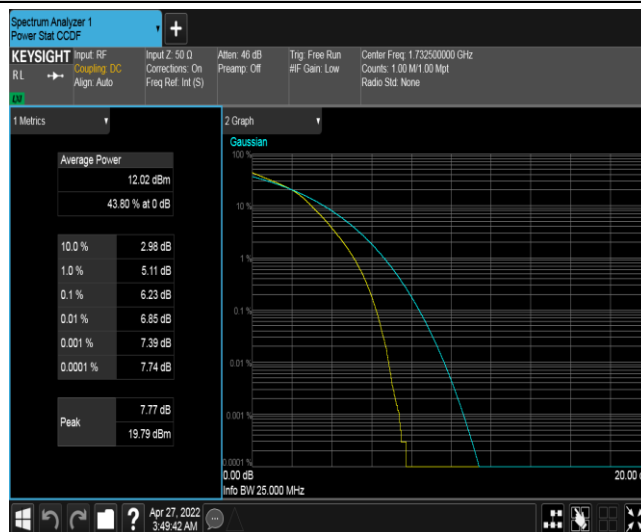 Spectrum Analyzer 1
Power Stat CCDF
KEYSIGHT
RL
LXI
Input: RF
Coupling: DC
Align: Auto
Input Z: 50 Ω
Corrections: On
Freq Ref: Int (S)
Atten: 46 dB
Preamp: Off
Trig: Free Run
#IF Gain: Low
Center Freq: 1.732500000 GHz
Counts: 1.00 M/1.00 Mpt
Radio Std: None
1 Metrics
Average Power
12.02 dBm
43.80 % at 0 dB
10.0 % 2.98 dB
1.0 % 5.11 dB
0.1 % 6.23 dB
0.01 % 6.85 dB
0.001 % 7.39 dB
0.0001 % 7.74 dB
Peak
7.77 dB
19.79 dBm
2 Graph
Gaussian
100 %
10 %
1 %
0.1 %
0.01 %
0.001 %
0.0001 %
0.00 dB
20.00
Info BW 25.000 MHz
?
Apr 27, 2022
3:49:42 AM